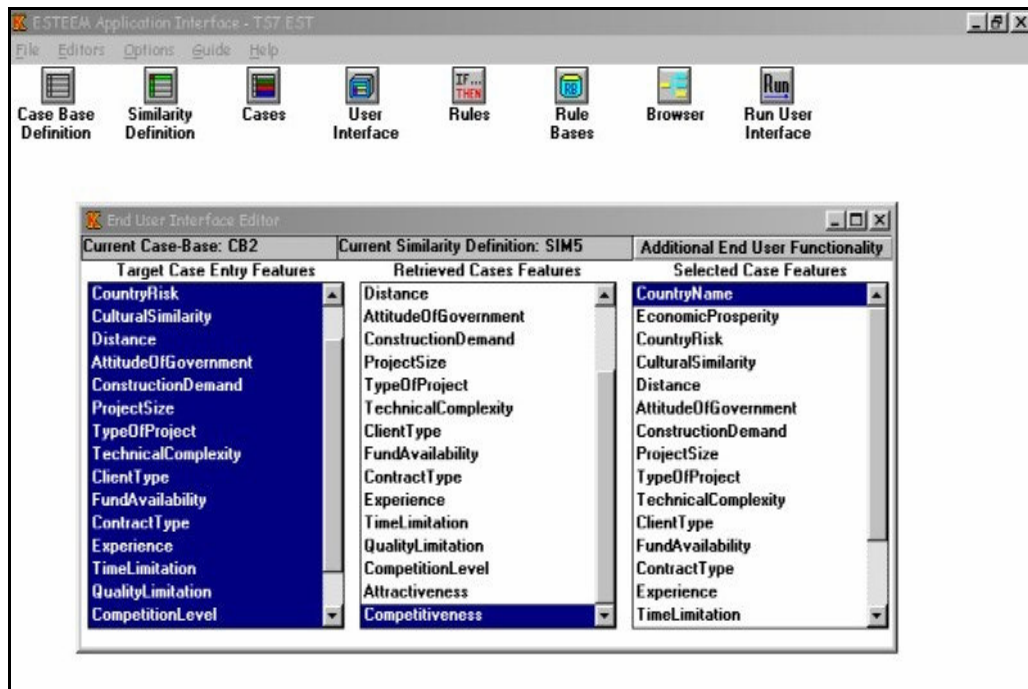 ESTEEM Application Interface - TS7.EST
File Editors Options Guide Help
IF...
THEN
RB
Run
Case Base Definition
Similarity Definition
Cases
User Interface
Rules
Rule Bases
Browser
Run User Interface
End User Interface Editor
Current Case-Base: CB2
Current Similarity Definition: SIM5
Additional End User Functionality
Target Case Entry Features
CountryRisk
CulturalSimilarity
Distance
AttitudeOfGovernment
ConstructionDemand
ProjectSize
TypeOfProject
TechnicalComplexity
ClientType
FundAvailability
ContractType
Experience
TimeLimitation
QualityLimitation
CompetitionLevel
Retrieved Cases Features
Distance
AttitudeOfGovernment
ConstructionDemand
ProjectSize
TypeOfProject
TechnicalComplexity
ClientType
FundAvailability
ContractType
Experience
TimeLimitation
QualityLimitation
CompetitionLevel
Attractiveness
Competitiveness
Selected Case Features
CountryName
EconomicProsperity
CountryRisk
CulturalSimilarity
Distance
AttitudeOfGovernment
ConstructionDemand
ProjectSize
TypeOfProject
TechnicalComplexity
ClientType
FundAvailability
ContractType
Experience
TimeLimitation